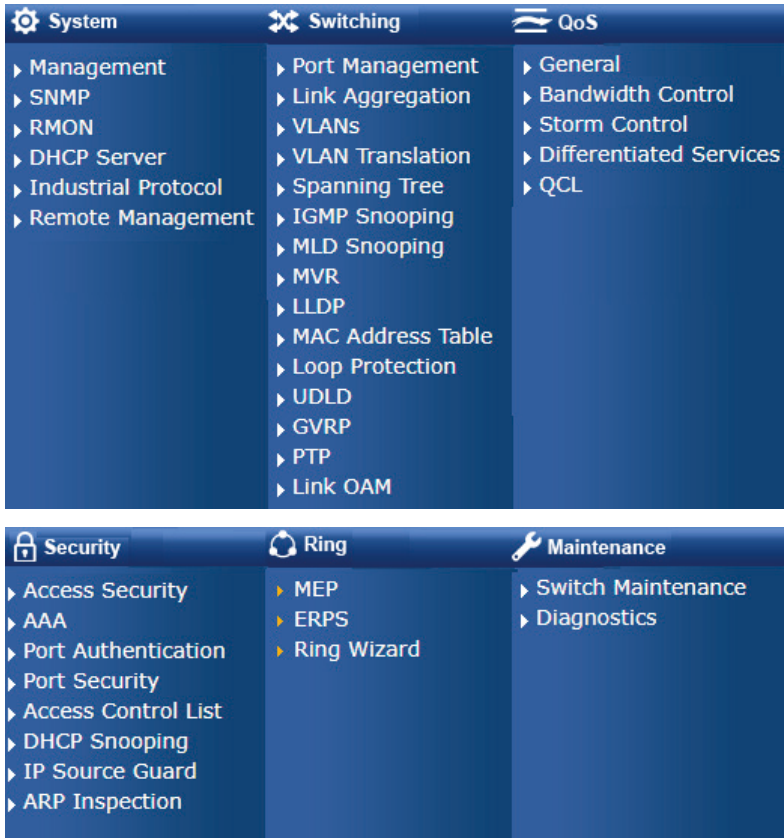 System
Management
SNMP
RMON
DHCP Server
Industrial Protocol
Remote Management
Switching
Port Management
Link Aggregation
VLANs
VLAN Translation
Spanning Tree
IGMP Snooping
MLD Snooping
MVR
LLDP
MAC Address Table
Loop Protection
UDLD
GVRP
PTP
Link OAM
QoS
General
Bandwidth Control
Storm Control
Differentiated Services
QCL
Security
Access Security
AAA
Port Authentication
Port Security
Access Control List
DHCP Snooping
IP Source Guard
ARP Inspection
Ring
MEP
ERPS
Ring Wizard
Maintenance
Switch Maintenance
Diagnostics